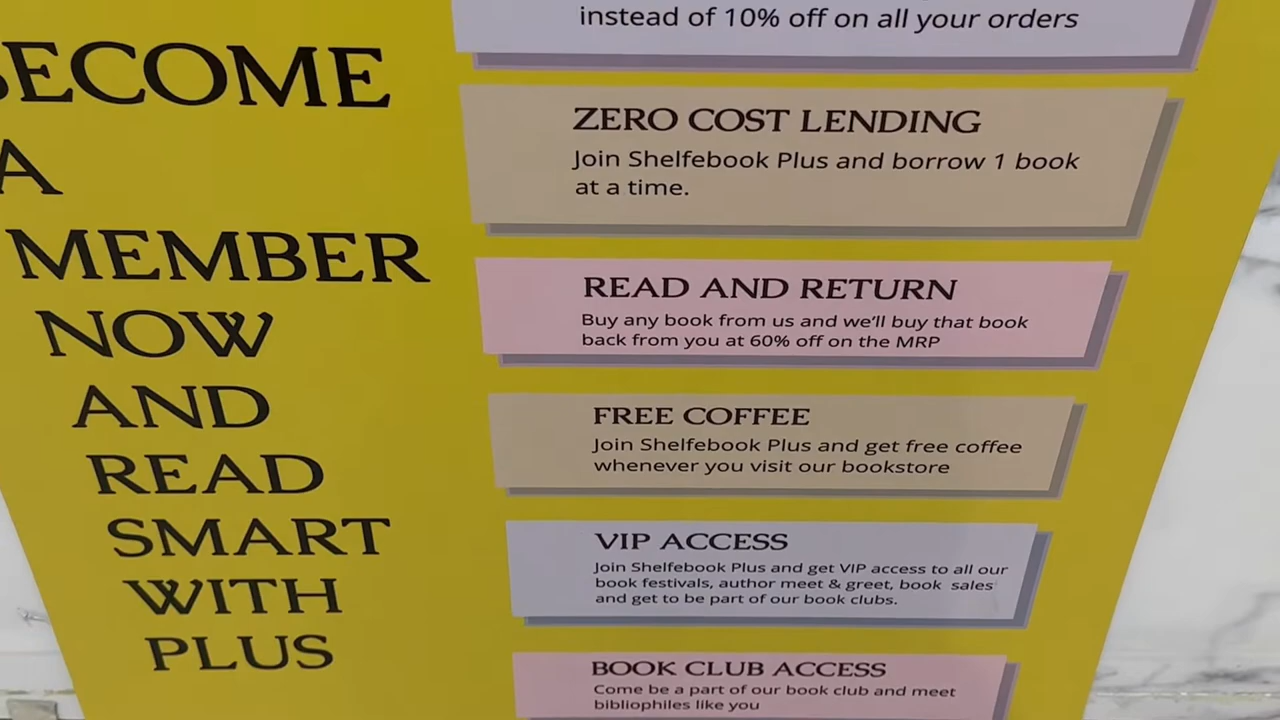 BECOME
A
MEMBER
NOW
AND
READ
SMART
WITH
PLUS
instead of 10% off on all your orders
ZERO COST LENDING
Join Shelfebook Plus and borrow 1 book
at a time.
READ AND RETURN
Buy any book from us and we'll buy that book
back from you at 60% off on the MRP
FREE COFFEE
Join Shelfebook Plus and get free coffee
whenever you visit our bookstore
VIP ACCESS
Join Shelfebook Plus and get VIP access to all our
book festivals, author meet & greet, book sales
and get to be part of our book clubs.
BOOK CLUB ACCESS
Come be a part of our book club and meet
bibliophiles like you